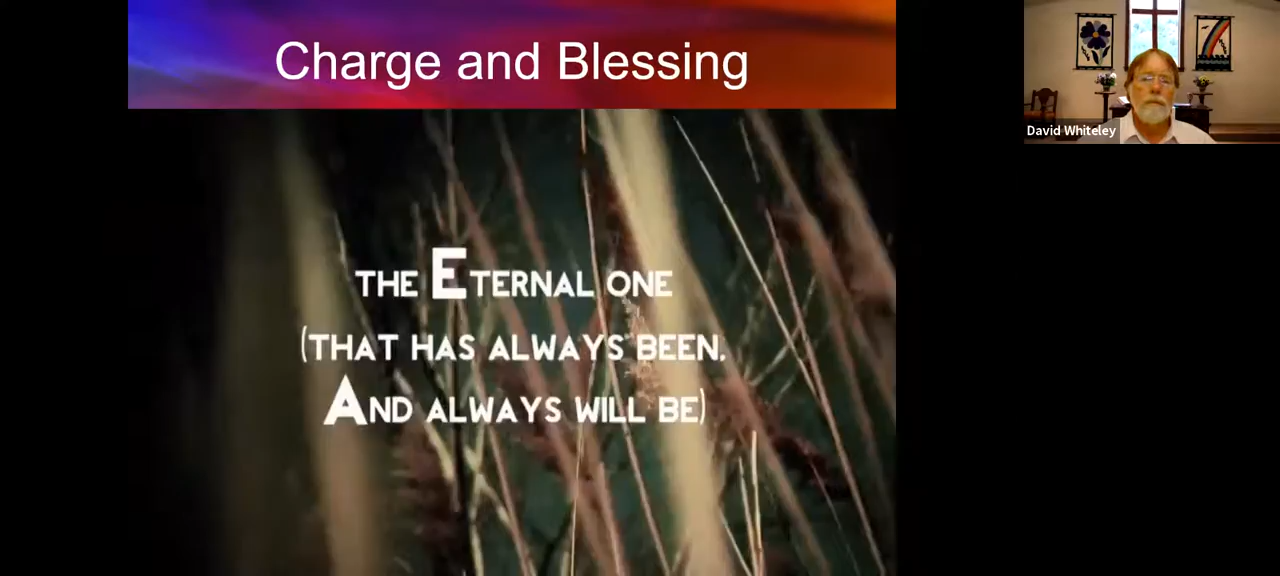 Charge and Blessing
THE ETERNAL ONE
(THAT HAS ALWAYS BEEN.
AND ALWAYS WILL BE)
David Whiteley